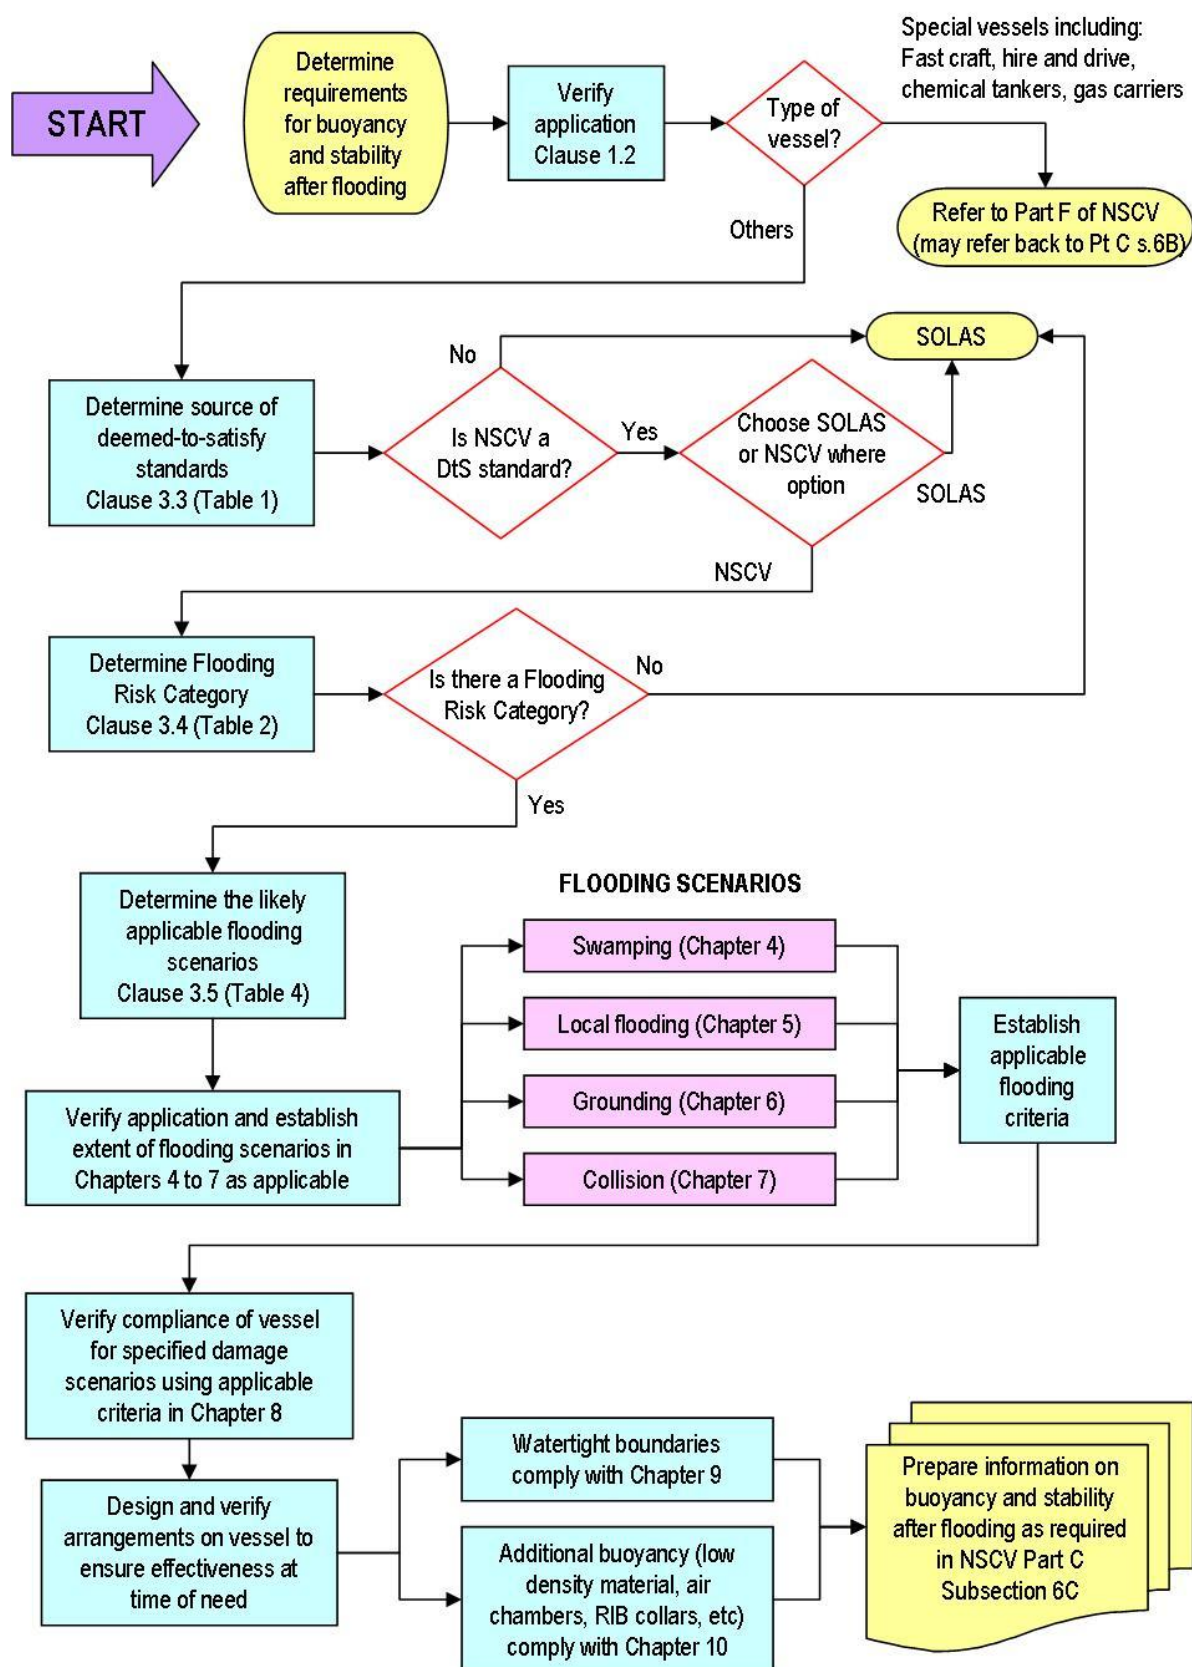 START
Determine
requirements
for buoyancy
and stability
after flooding
Verify
application
Clause 1.2
Type of
vessel?
Special vessels including:
Fast craft, hire and drive,
chemical tankers, gas carriers
Refer to Part F of NSCV
(may refer back to Pt C s.6B)
Others
Determine source of
deemed-to-satisfy
standards
Clause 3.3 (Table 1)
Is NSCV a
DtS standard?
No
Yes
Choose SOLAS
or NSCV where
option
SOLAS
SOLAS
NSCV
Determine Flooding
Risk Category
Clause 3.4 (Table 2)
Is there a Flooding
Risk Category?
No
Yes
Determine the likely
applicable flooding
scenarios
Clause 3.5 (Table 4)
Verify application and establish
extent of flooding scenarios in
Chapters 4 to 7 as applicable
FLOODING SCENARIOS
Swamping (Chapter 4)
Local flooding (Chapter 5)
Grounding (Chapter 6)
Collision (Chapter 7)
Establish
applicable
flooding
criteria
Verify compliance of vessel
for specified damage
scenarios using applicable
criteria in Chapter 8
Design and verify
arrangements on vessel to
ensure effectiveness at
time of need
Watertight boundaries
comply with Chapter 9
Additional buoyancy (low
density material, air
chambers, RIB collars, etc)
comply with Chapter 10
Prepare information on
buoyancy and stability
after flooding as required
in NSCV Part C
Subsection 6C